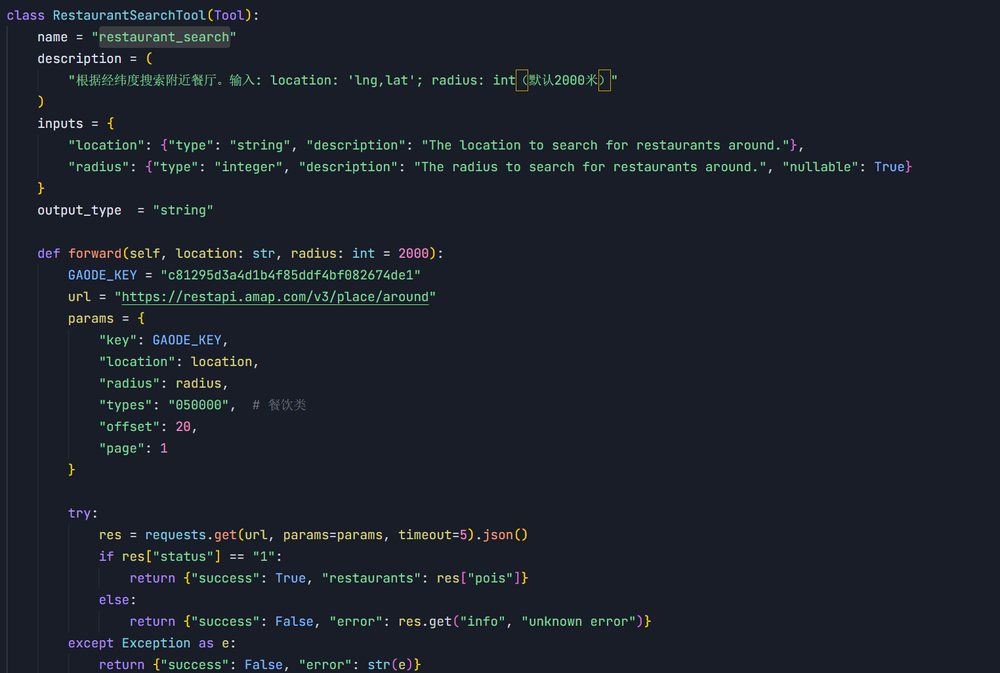 class RestaurantSearchTool(Tool):
    name = "restaurant_search"
    description = (
        "根据经纬度搜索附近餐厅。输入: location: 'lng,lat'; radius: int（默认2000米）"
    )
    inputs = {
        "location": {"type": "string", "description": "The location to search for restaurants around."},
        "radius": {"type": "integer", "description": "The radius to search for restaurants around.", "nullable": True}
    }
    output_type  = "string"

    def forward(self, location: str, radius: int = 2000):
        GAODE_KEY = "c81295d3a4d1b4f85ddf4bf082674de1"
        url = "https://restapi.amap.com/v3/place/around"
        params = {
            "key": GAODE_KEY,
            "location": location,
            "radius": radius,
            "types": "050000",  # 餐饮类
            "offset": 20,
            "page": 1
        }

        try:
            res = requests.get(url, params=params, timeout=5).json()
            if res["status"] == "1":
                return {"success": True, "restaurants": res["pois"]}
            else:
                return {"success": False, "error": res.get("info", "unknown error")}
        except Exception as e:
            return {"success": False, "error": str(e)}